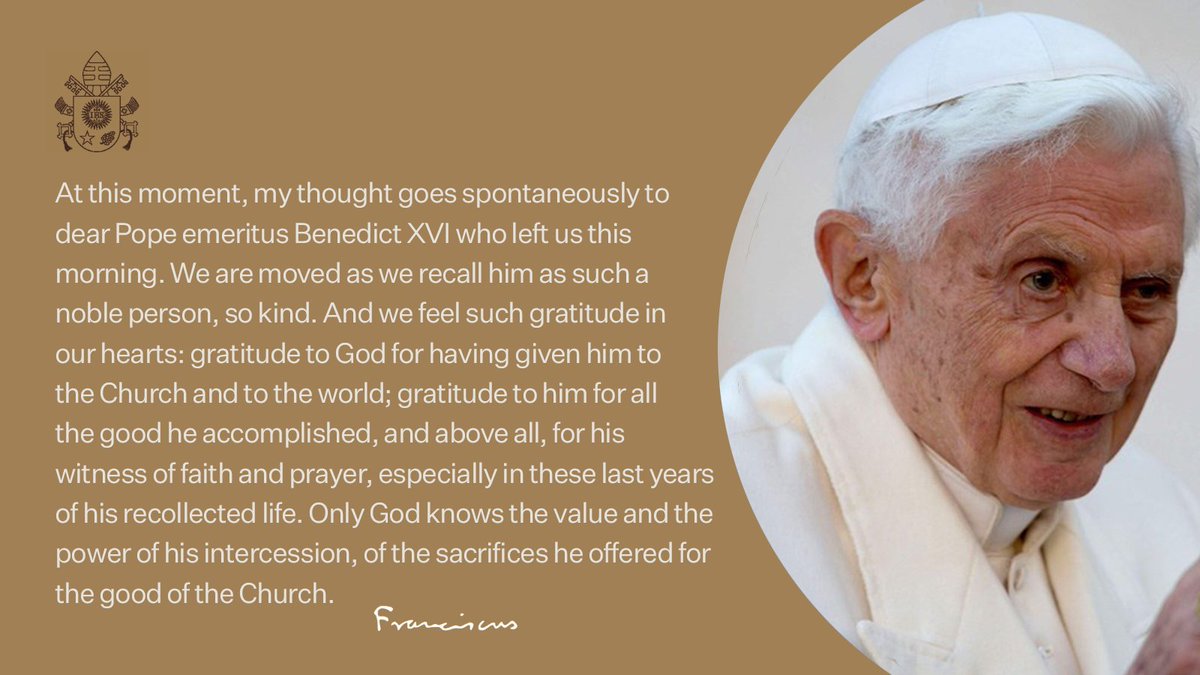 IHS
At this moment, my thought goes spontaneously to
dear Pope emeritus Benedict XVI who left us this
morning. We are moved as we recall him as such a
noble person, so kind. And we feel such gratitude in
our hearts: gratitude to God for having given him to
the Church and to the world; gratitude to him for all
the good he accomplished, and above all, for his
witness of faith and prayer, especially in these last years
of his recollected life. Only God knows the value and the
power of his intercession, of the sacrifices he offered for
the good of the Church.
Franciscus